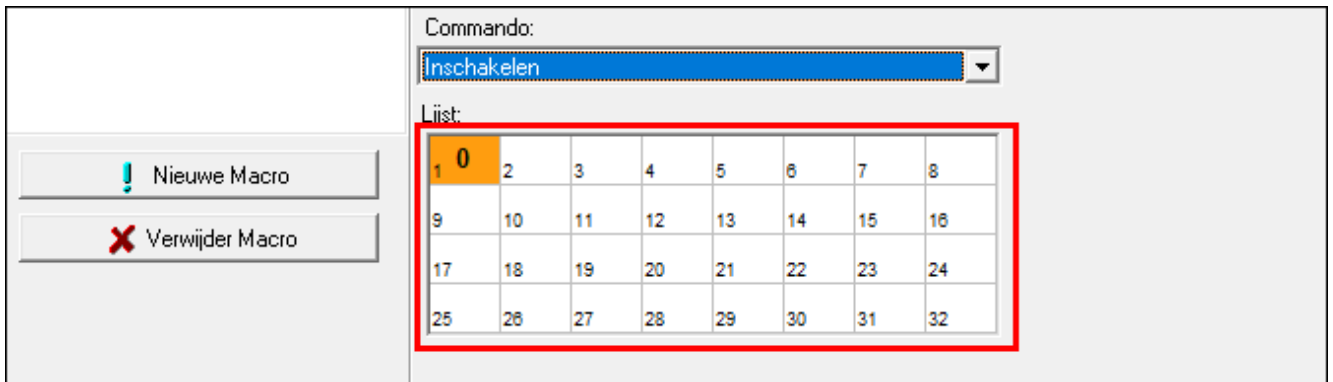 Commando:
Inschakelen
Lijst:
1 0 2 3 4 5 6 7 8
Nieuwe Macro
9 10 11 12 13 14 15 16
Verwijder Macro
17 18 19 20 21 22 23 24
25 26 27 28 29 30 31 32